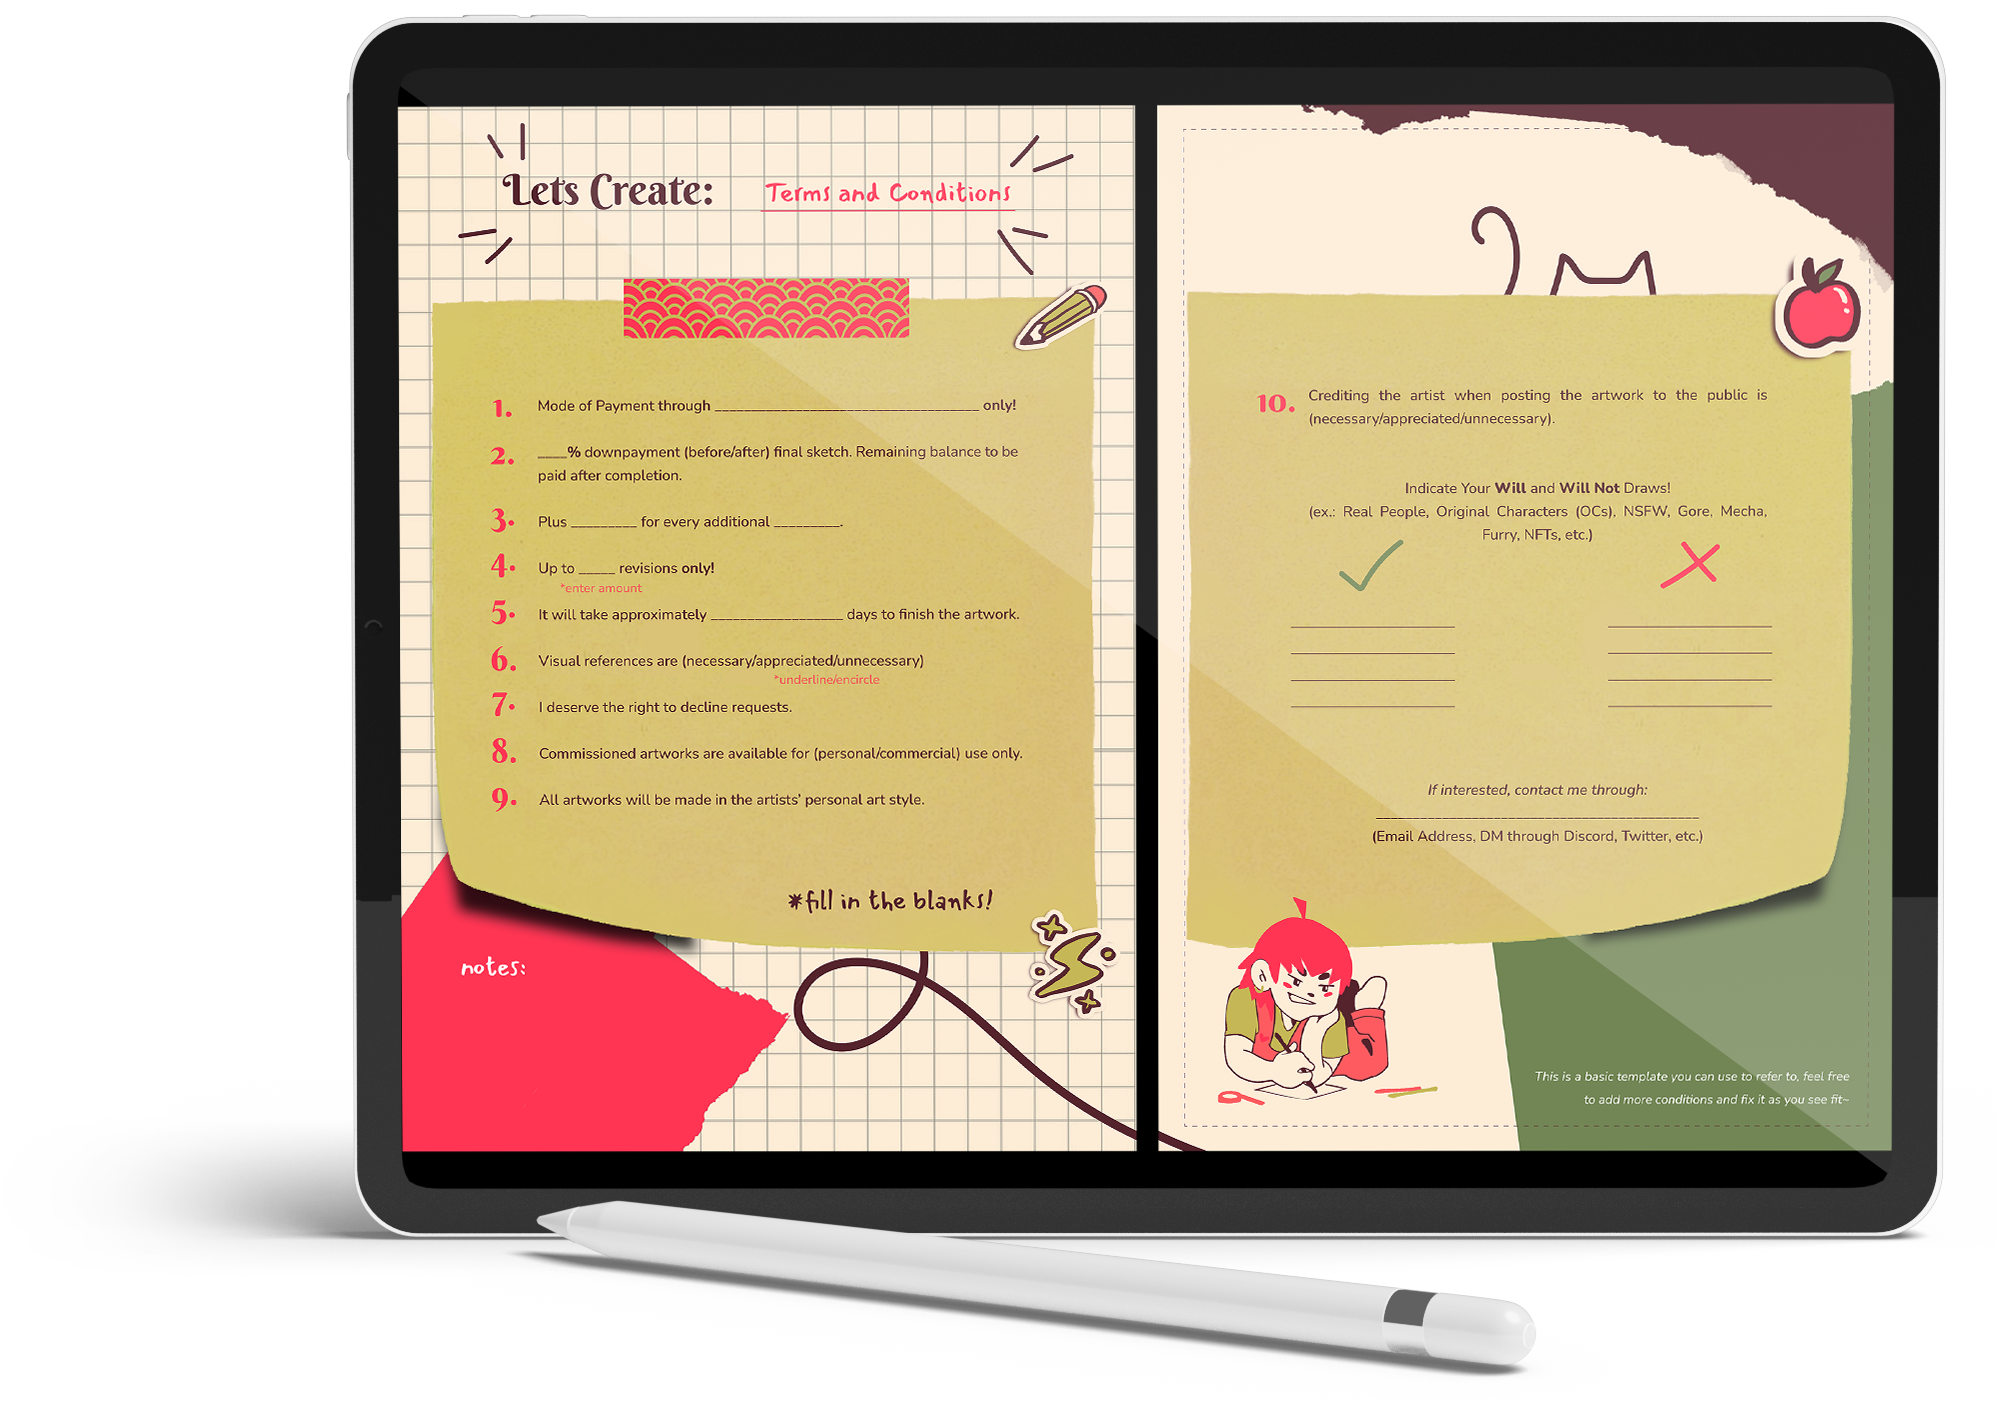 Lets Create: Terms and Conditions
1. Mode of Payment through ________________________________ only!
2. ____% downpayment (before/after) final sketch. Remaining balance to be
paid after completion.
3. Plus _________ for every additional _________.
4. Up to _____ revisions only!
*enter amount
5. It will take approximately __________________ days to finish the artwork.
6. Visual references are (necessary/appreciated/unnecessary)
*underline/encircle
7. I deserve the right to decline requests.
8. Commissioned artworks are available for (personal/commercial) use only.
9. All artworks will be made in the artists' personal art style.
*fill in the blanks!
notes:
10. Crediting the artist when posting the artwork to the public is
(necessary/appreciated/unnecessary).
Indicate Your Will and Will Not Draws!
(ex.: Real People, Original Characters (OCs), NSFW, Gore, Mecha,
Furry, NFTs, etc.)
If interested, contact me through:
________________________________________
(Email Address, DM through Discord, Twitter, etc.)
This is a basic template you can use to refer to, feel free
to add more conditions and fix it as you see fit~